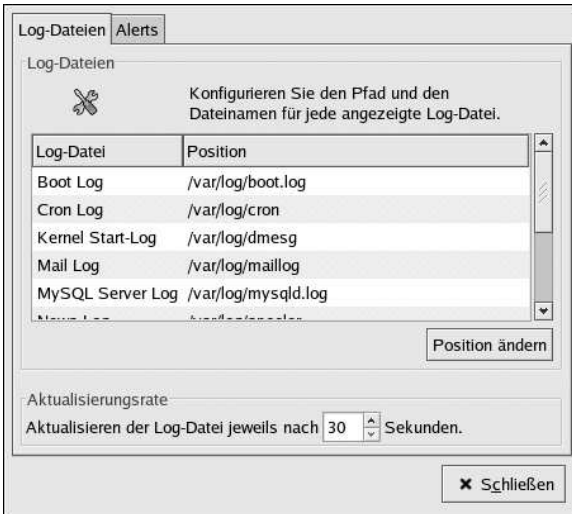 Log-Dateien Alerts
Log-Dateien
Konfigurieren Sie den Pfad und den
Dateinamen für jede angezeigte Log-Datei.
Log-Datei Position
Boot Log /var/log/boot.log
Cron Log /var/log/cron
Kernel Start-Log /var/log/dmesg
Mail Log /var/log/maillog
MySQL Server Log /var/log/mysqld.log
Position ändern
Aktualisierungsrate
Aktualisieren der Log-Datei jeweils nach 30 Sekunden.
Schließen